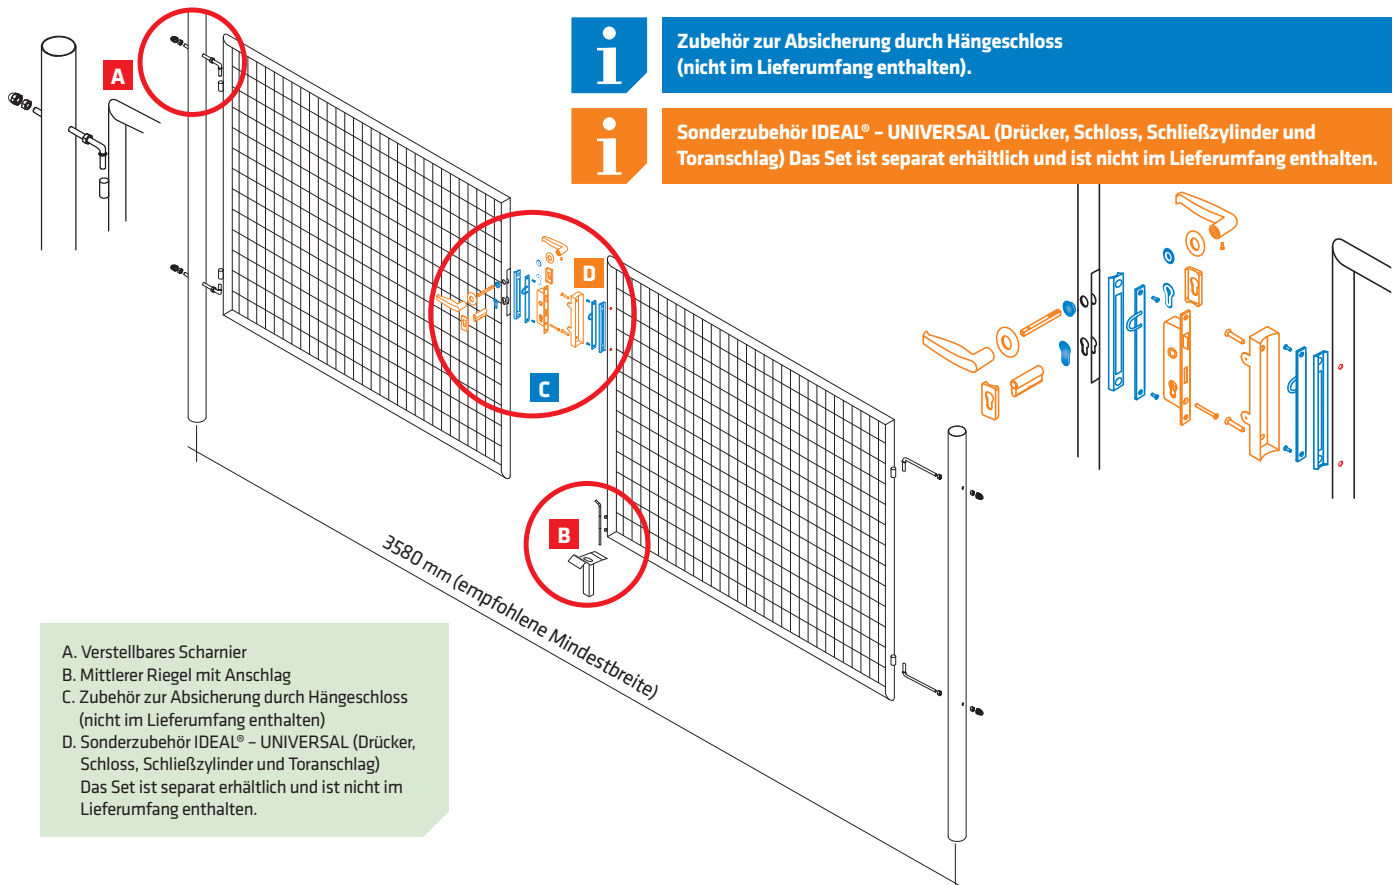 Zubehör zur Absicherung durch Hängeschloss
(nicht im Lieferumfang enthalten).
Sonderzubehör IDEAL® – UNIVERSAL (Drücker, Schloss, Schließzylinder und
Toranschlag) Das Set ist separat erhältlich und ist nicht im Lieferumfang enthalten.
A
D
C
B
3580 mm (empfohlene Mindestbreite)
A. Verstellbares Scharnier
B. Mittlerer Riegel mit Anschlag
C. Zubehör zur Absicherung durch Hängeschloss
(nicht im Lieferumfang enthalten)
D. Sonderzubehör IDEAL® – UNIVERSAL (Drücker,
Schloss, Schließzylinder und Toranschlag)
Das Set ist separat erhältlich und ist nicht im
Lieferumfang enthalten.